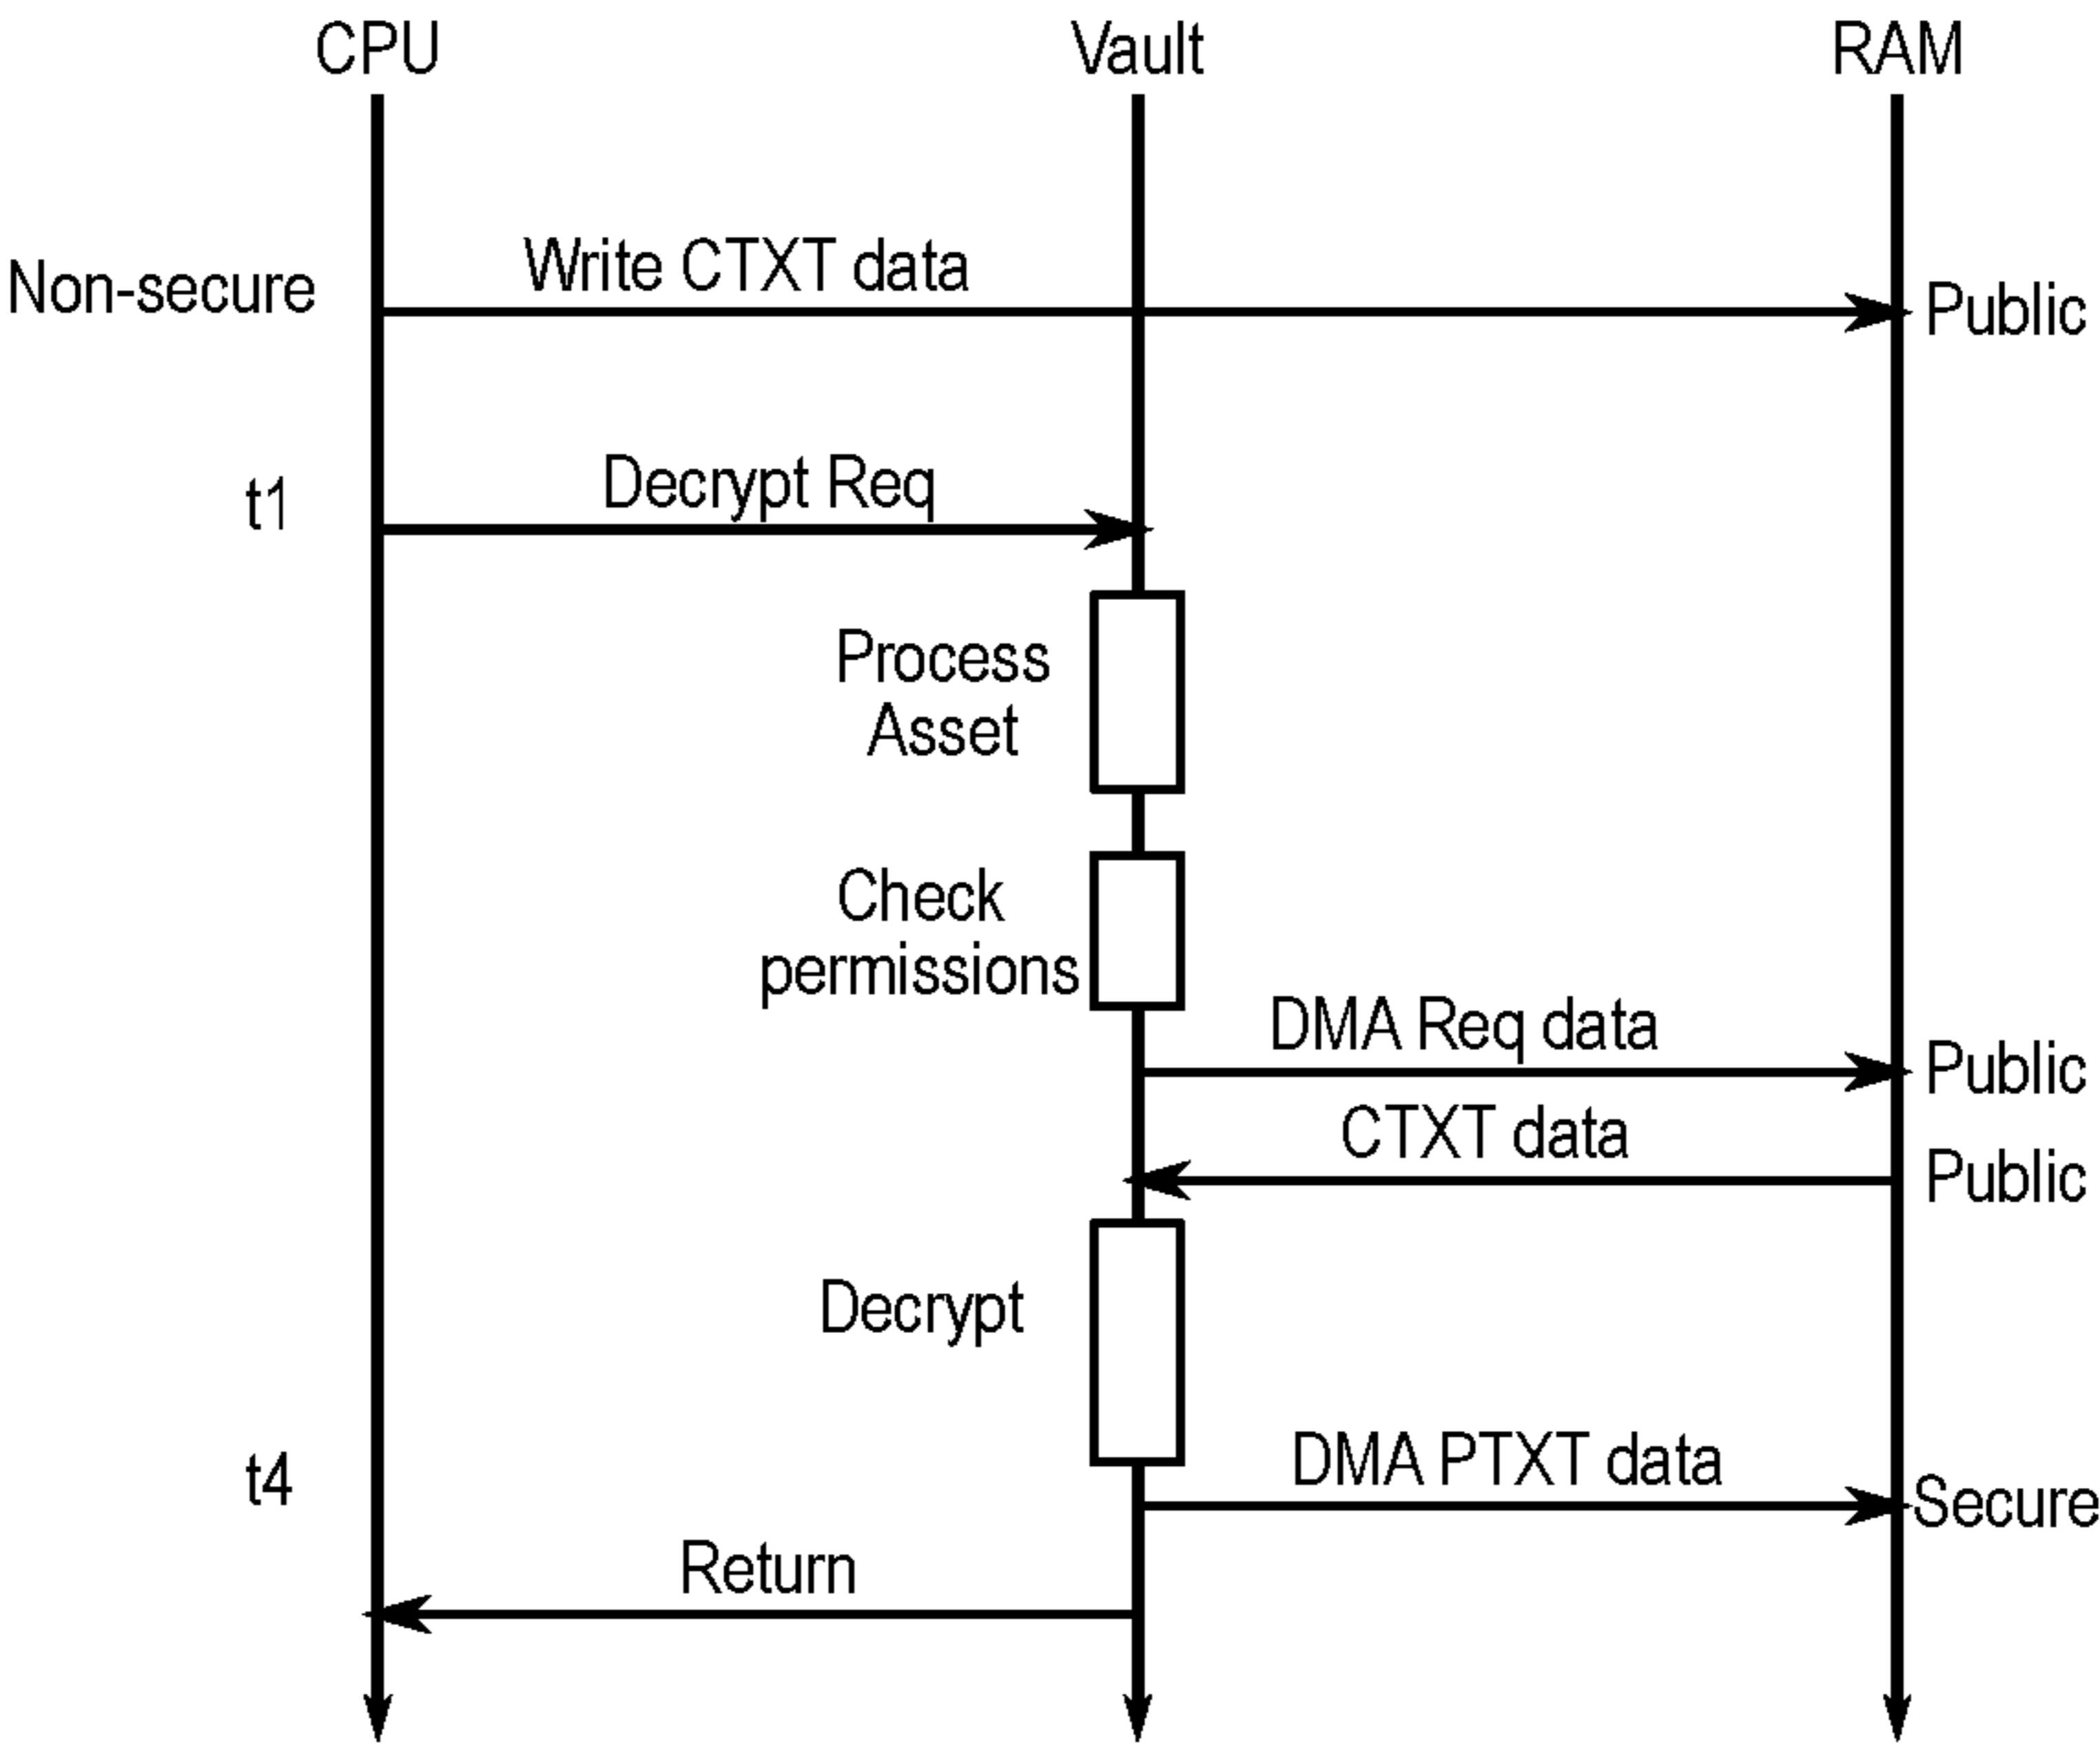 CPU
Vault
RAM
Write CTXT data
Non-secure
Public
Decrypt Req
t1
Process
Asset
Check
permissions
DMA Req data
Public
CTXT data
Public
Decrypt
DMA PTXT data
t4
Secure
Return